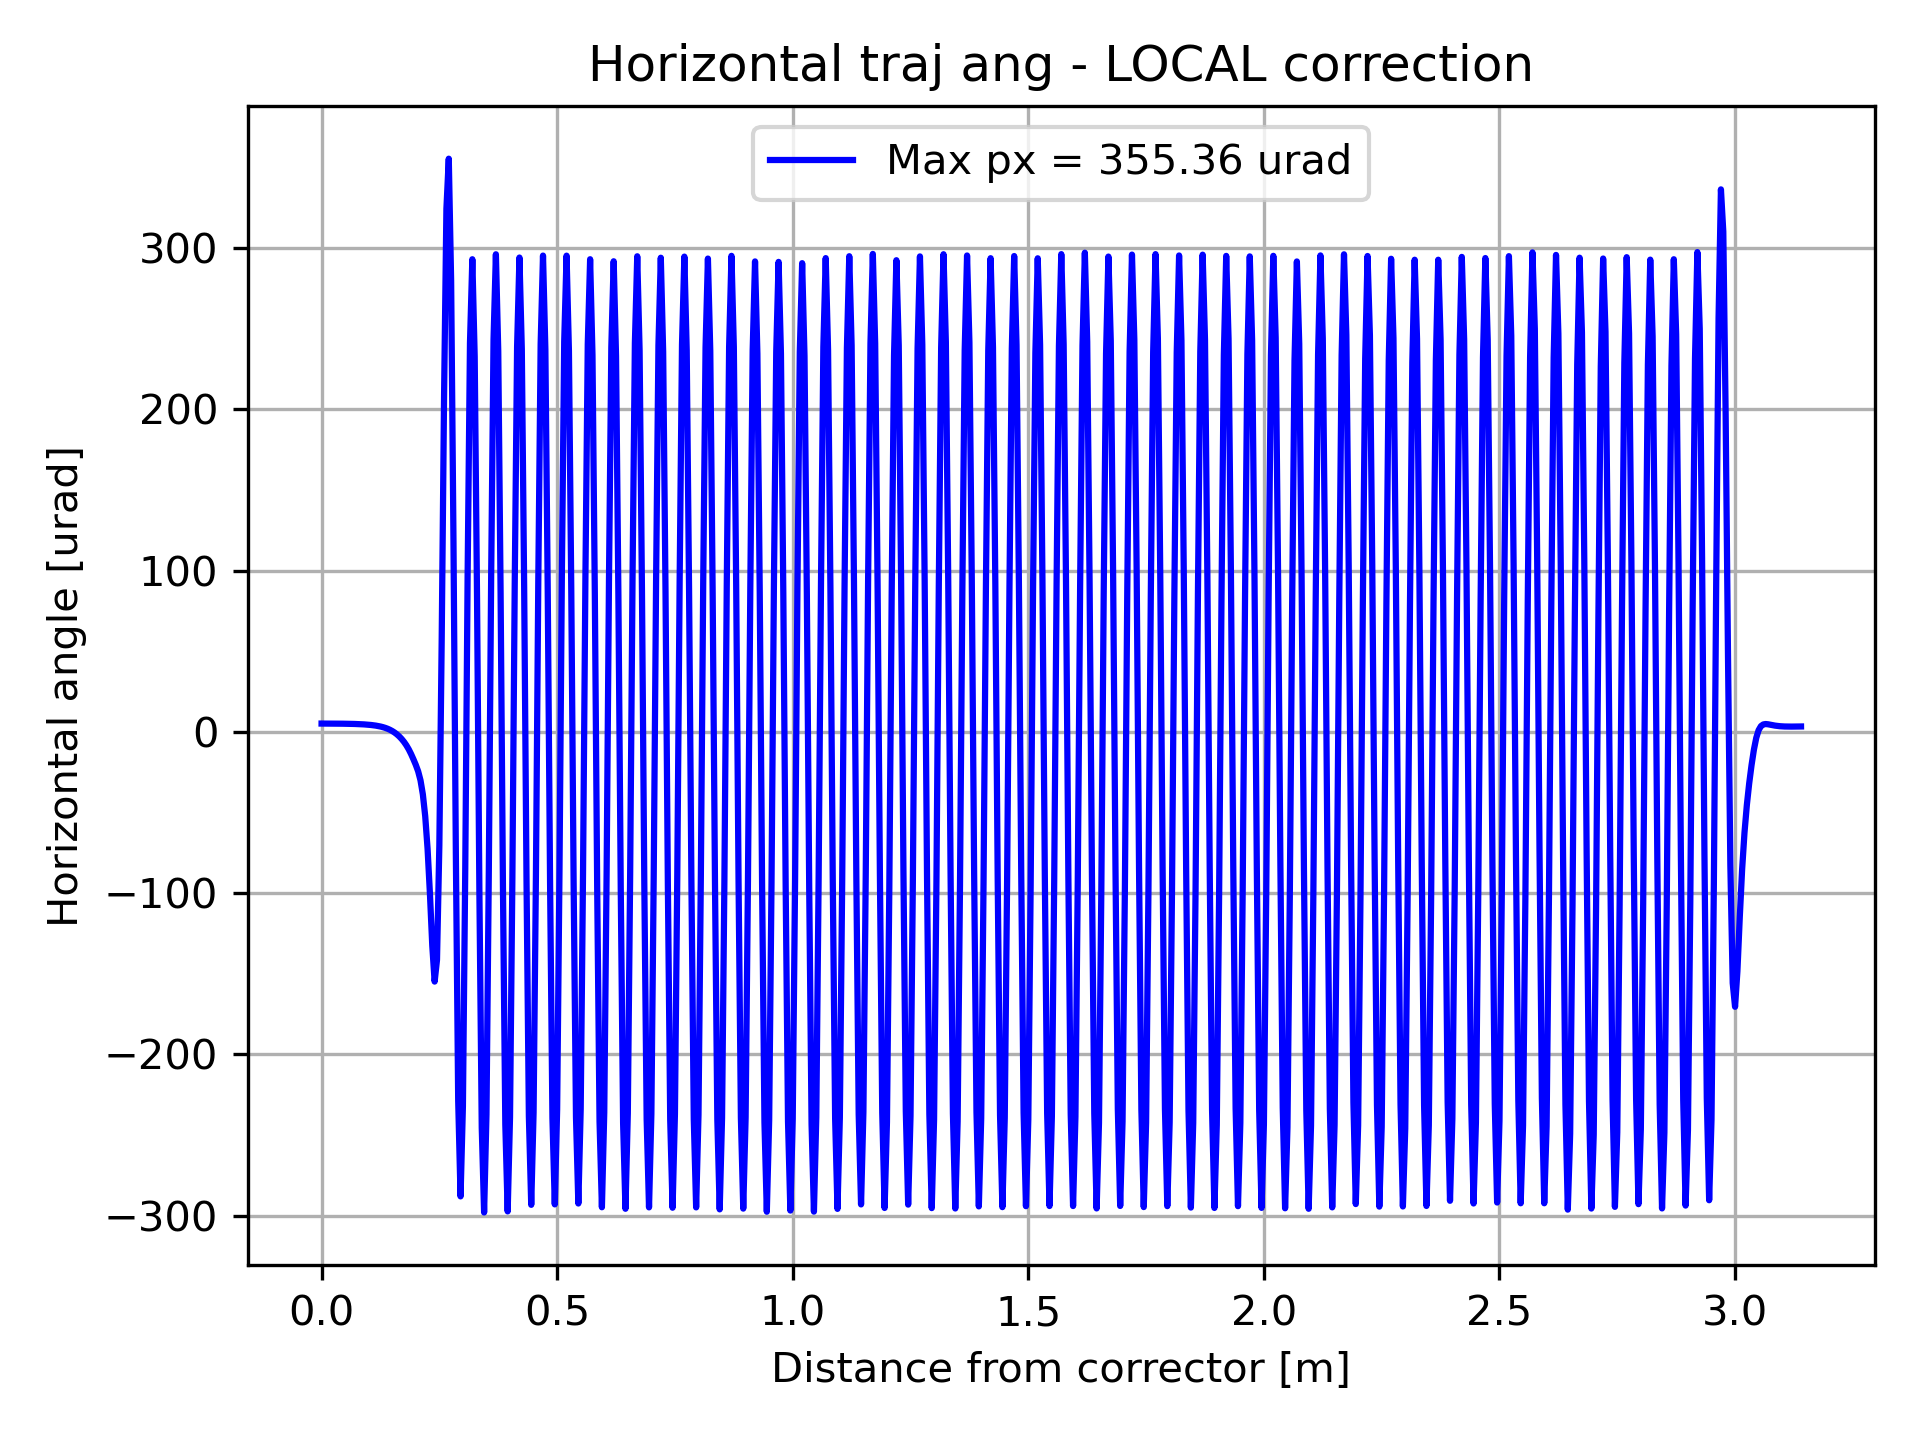 Horizontal traj ang - LOCAL correction
Max px = 355.36 urad
Horizontal angle [urad]
300
200
100
0
−100
−200
−300
0.0 0.5 1.0 1.5 2.0 2.5 3.0
Distance from corrector [m]